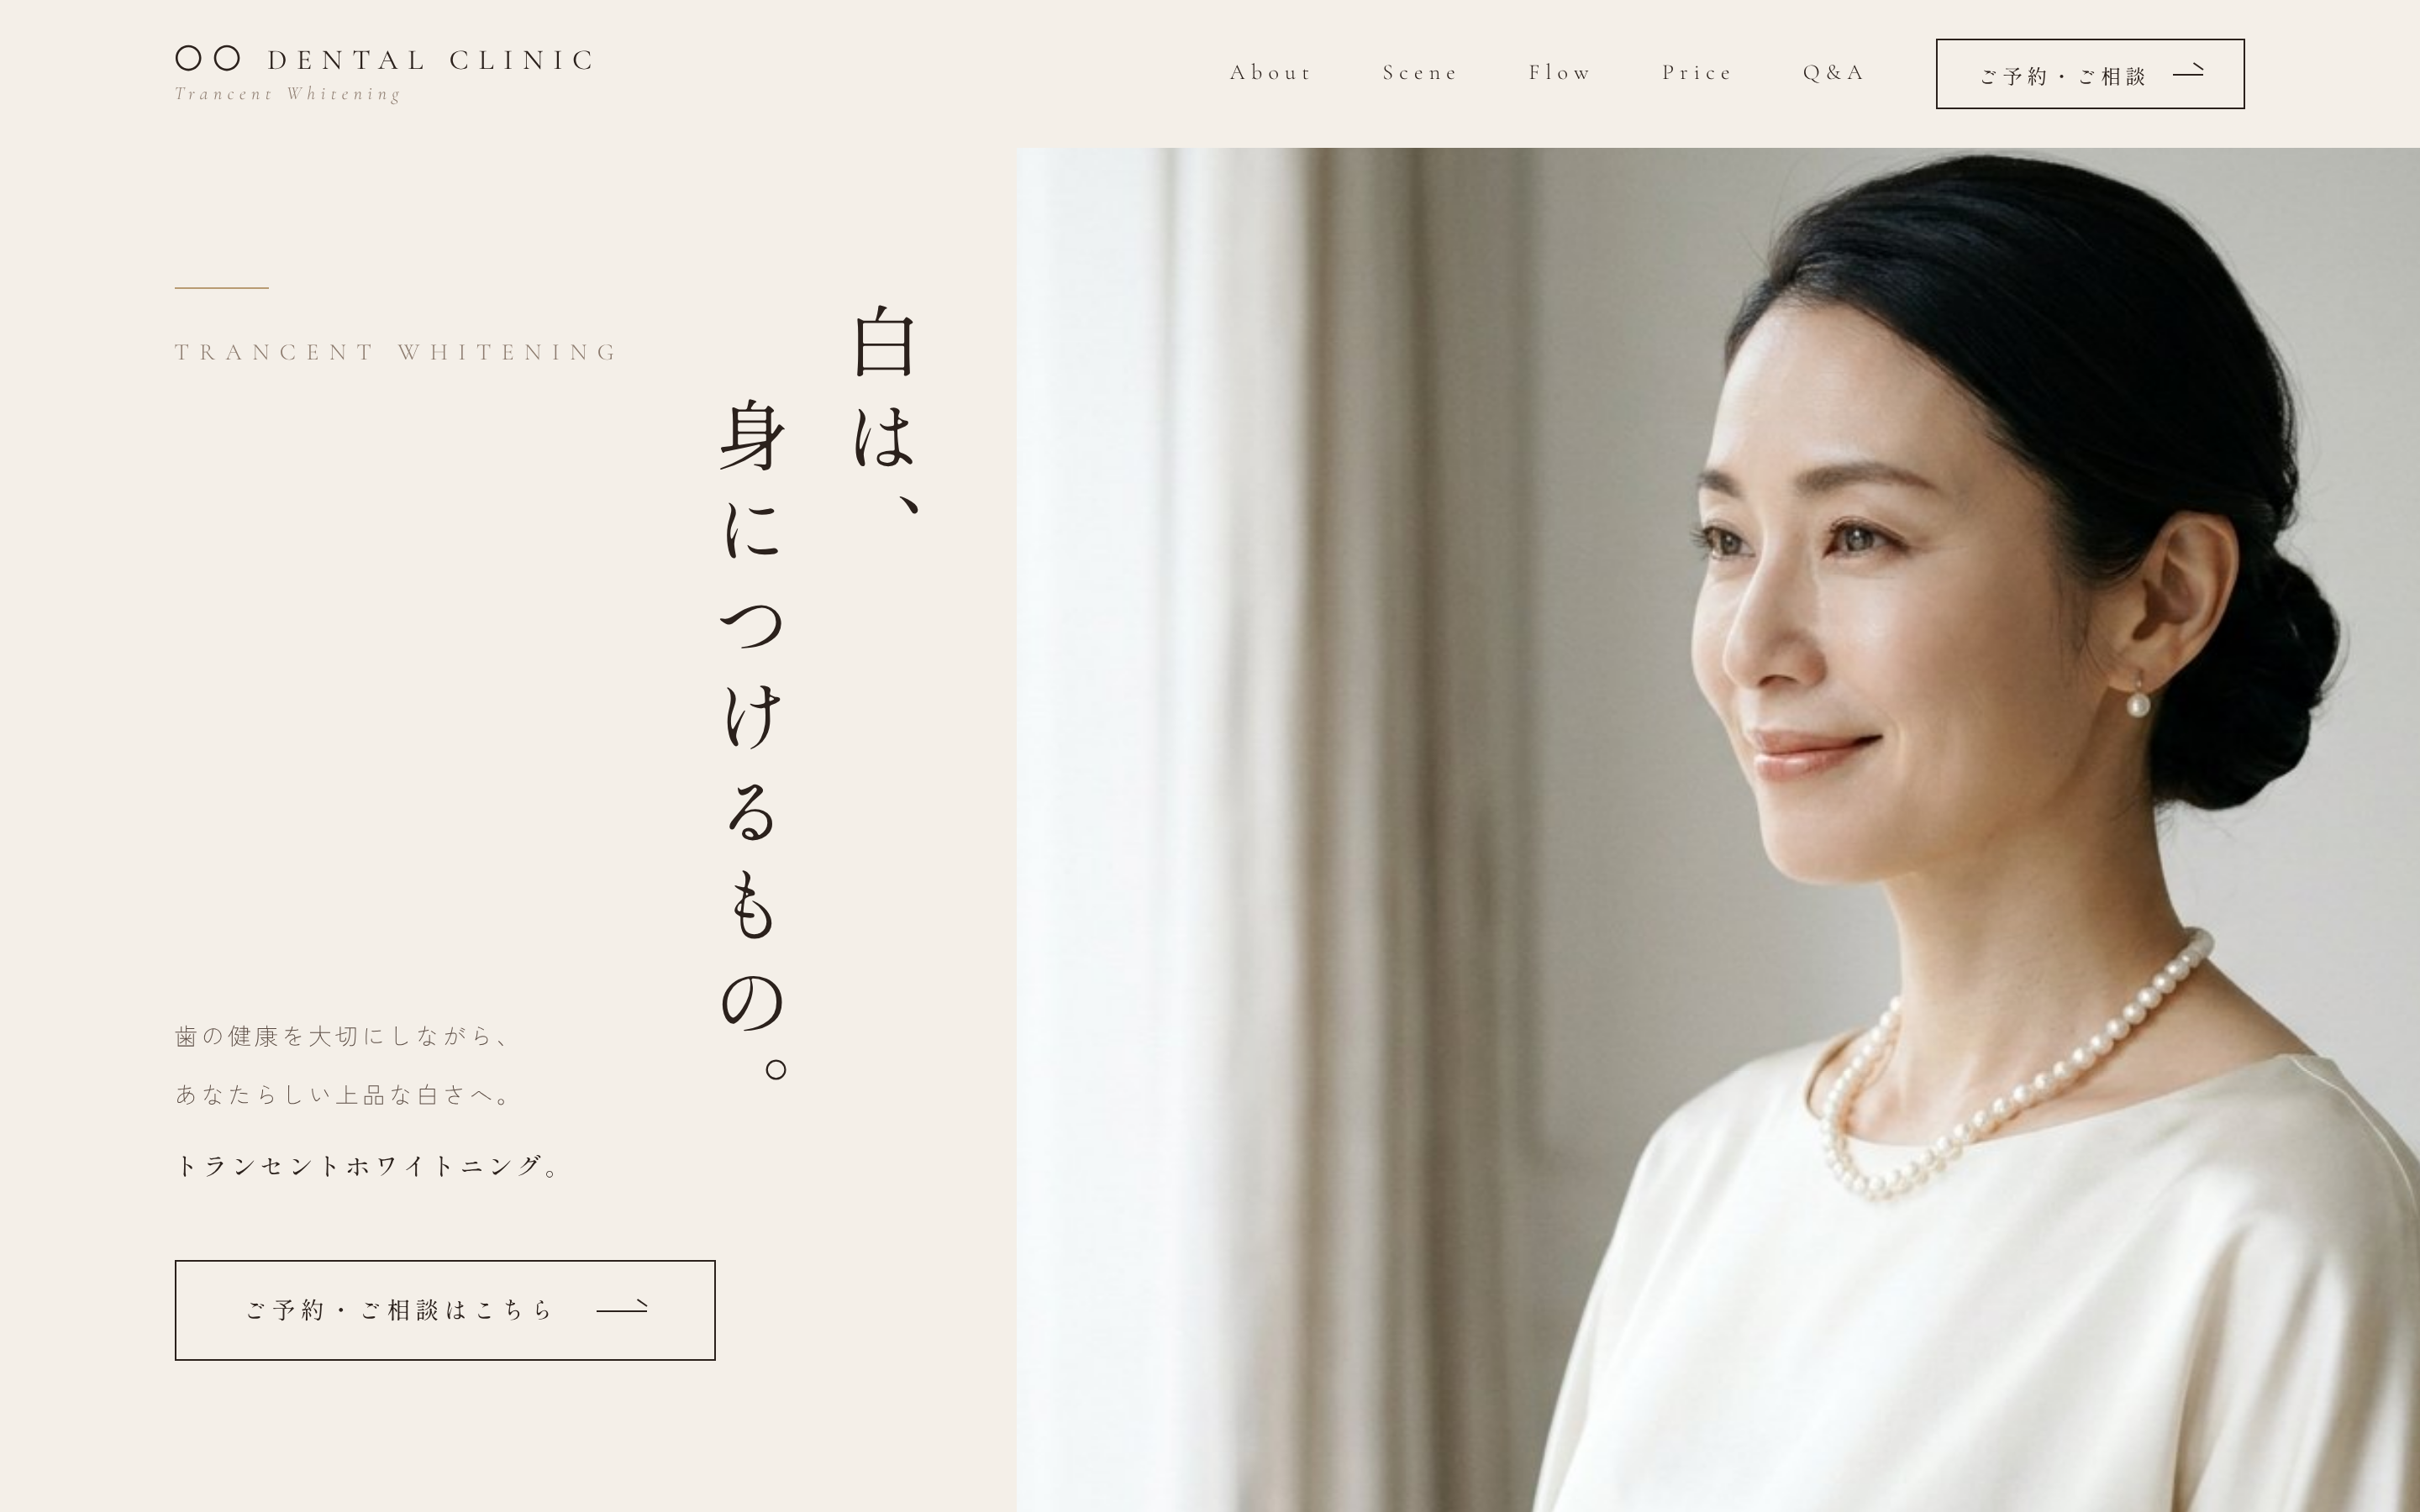 〇〇 DENTAL CLINIC
Trancent Whitening
About
Scene
Flow
Price
Q&A
ご予約・ご相談
TRANCENT WHITENING
白は、
身につけるもの。
歯の健康を大切にしながら、
あなたらしい上品な白さへ。
トランセントホワイトニング。
ご予約・ご相談はこちら